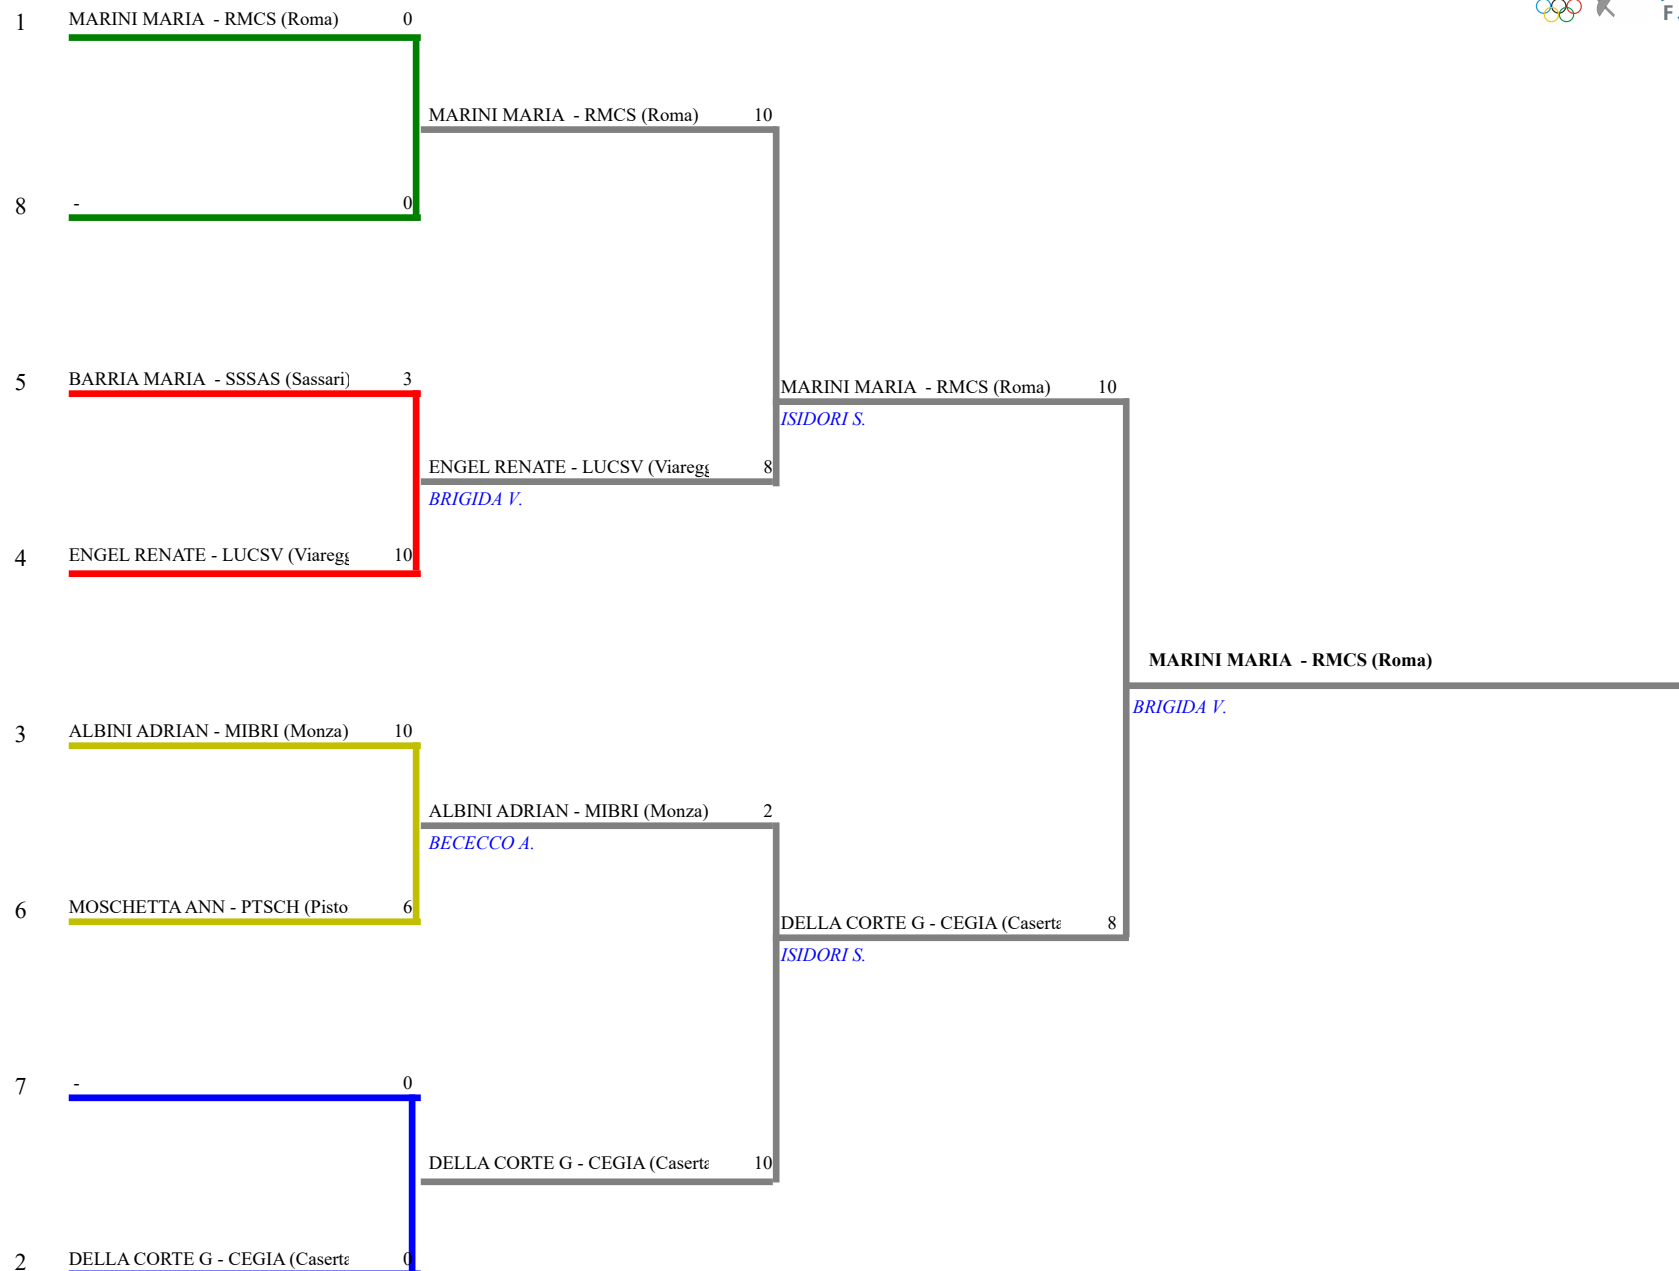 1 MARINI MARIA - RMCS (Roma) 0
F
MARINI MARIA - RMCS (Roma) 10
8 - 0
5 BARRIA MARIA - SSSAS (Sassari) 3
MARINI MARIA - RMCS (Roma) 10
ISIDORI S.
ENGEL RENATE - LUCSV (Viaregg 8
BRIGIDA V.
4 ENGEL RENATE - LUCSV (Viaregg 10
MARINI MARIA - RMCS (Roma)
BRIGIDA V.
3 ALBINI ADRIAN - MIBRI (Monza) 10
ALBINI ADRIAN - MIBRI (Monza) 2
BECECCO A.
6 MOSCHETTA ANN - PTSCH (Pisto 6
DELLA CORTE G - CEGIA (Caserta 8
ISIDORI S.
7 - 0
DELLA CORTE G - CEGIA (Caserta 10
2 DELLA CORTE G - CEGIA (Caserta 0